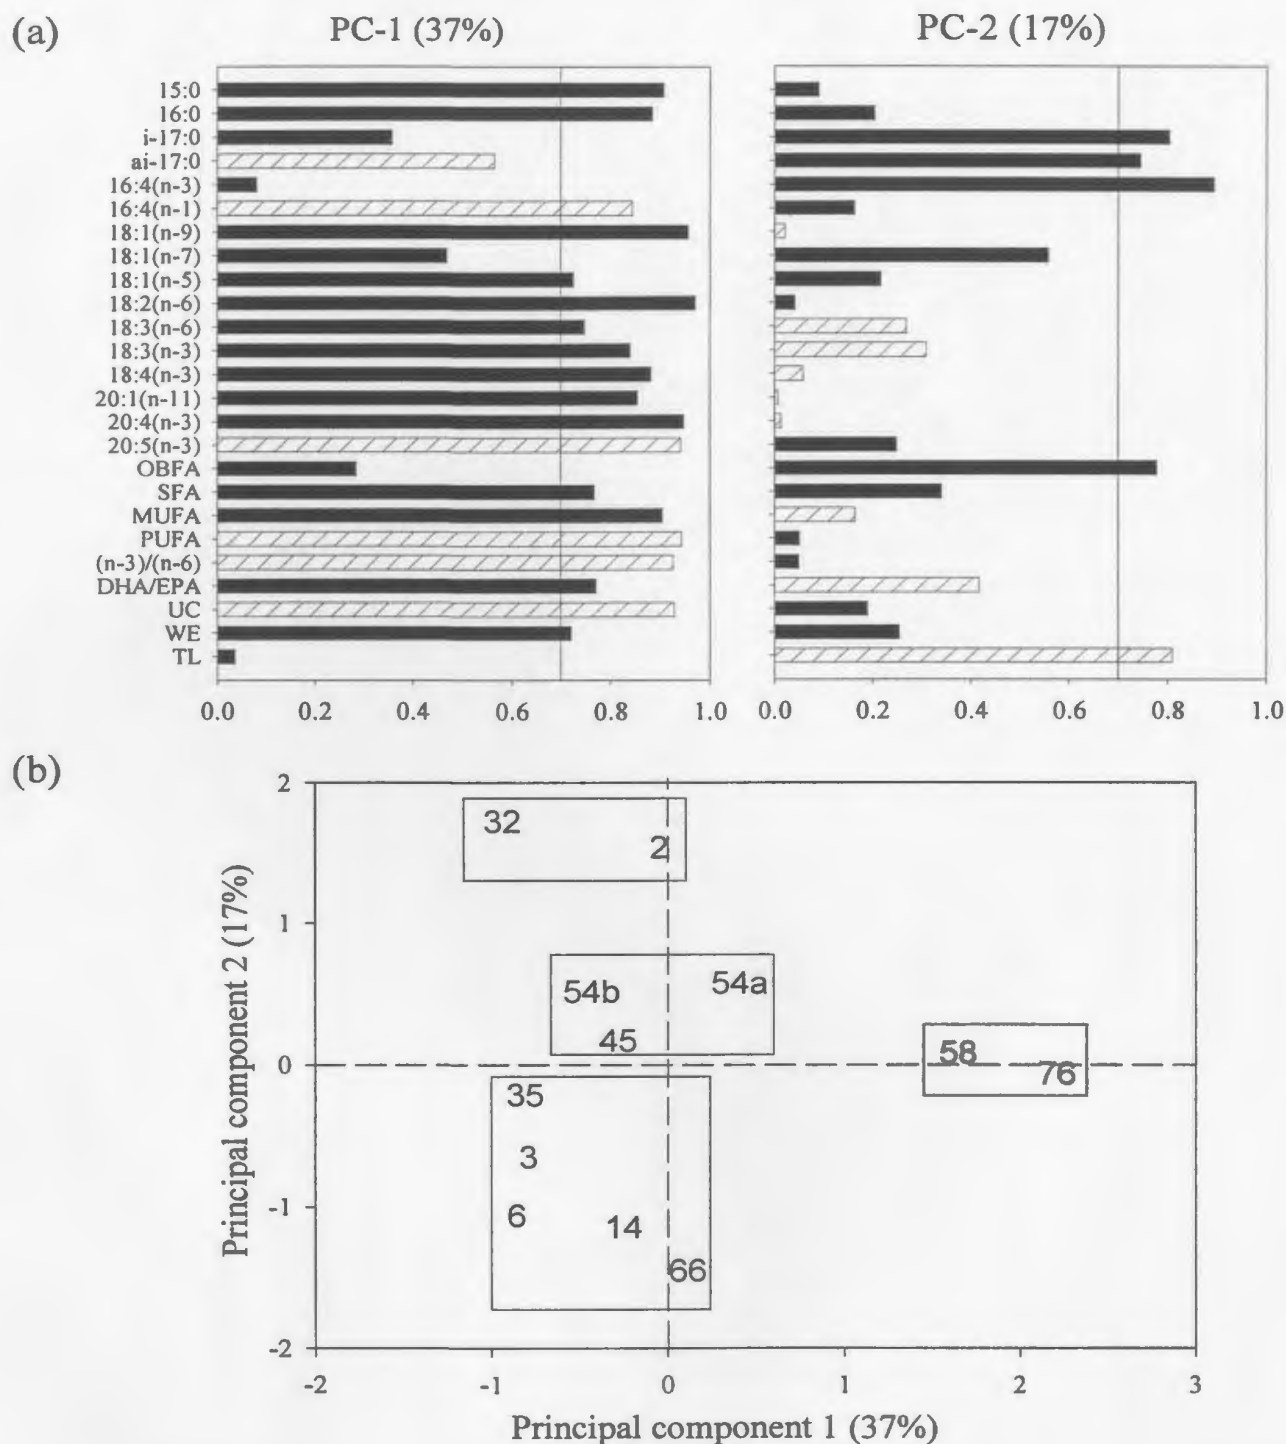 (a)
PC-1 (37%)
PC-2 (17%)
15:0
16:0
i-17:0
ai-17:0
16:4(n-3)
16:4(n-1)
18:1(n-9)
18:1(n-7)
18:1(n-5)
18:2(n-6)
18:3(n-6)
18:3(n-3)
18:4(n-3)
20:1(n-11)
20:4(n-3)
20:5(n-3)
OBFA
SFA
MUFA
PUFA
(n-3)/(n-6)
DHA/EPA
UC
WE
TL
0.0 0.2 0.4 0.6 0.8 1.0
0.0 0.2 0.4 0.6 0.8 1.0
(b)
Principal component 2 (17%)
2
1
0
-1
-2
32
2
54b
54a
45
58
76
35
3
6
14
66
-2 -1 0 1 2 3
Principal component 1 (37%)